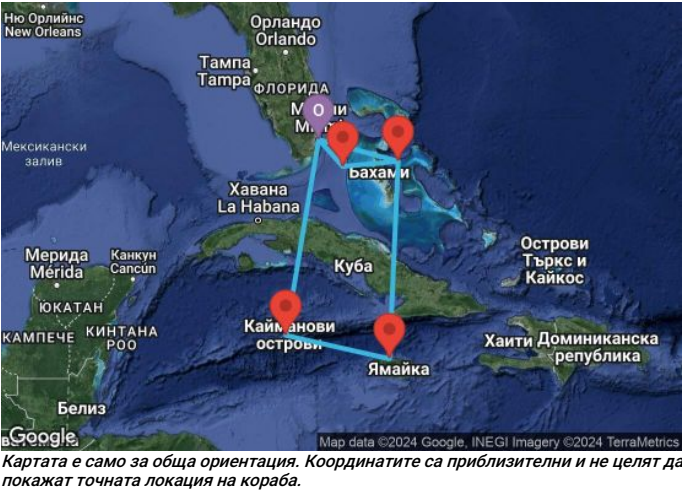 Ню Орлийнс
New Orleans
Орландо
Orlando
Тампа
Tampa
ФЛОРИДА
O
Мексикански
залив
Бахами
Хавана
La Habana
Мерида
Mérida
Канкун
Cancún
Куба
Острови
Търкс и
Кайкос
ЮКАТАН
КАМПЕЧЕ
КИНТАНА
РОО
Кайманови
острови
Хаити
Доминиканска
република
Ямайка
Белиз
Google
Map data ©2024 Google, INEGI Imagery ©2024 TerraMetrics
Картата е само за обща ориентация. Координатите са приблизителни и не целят да
покажат точната локация на кораба.